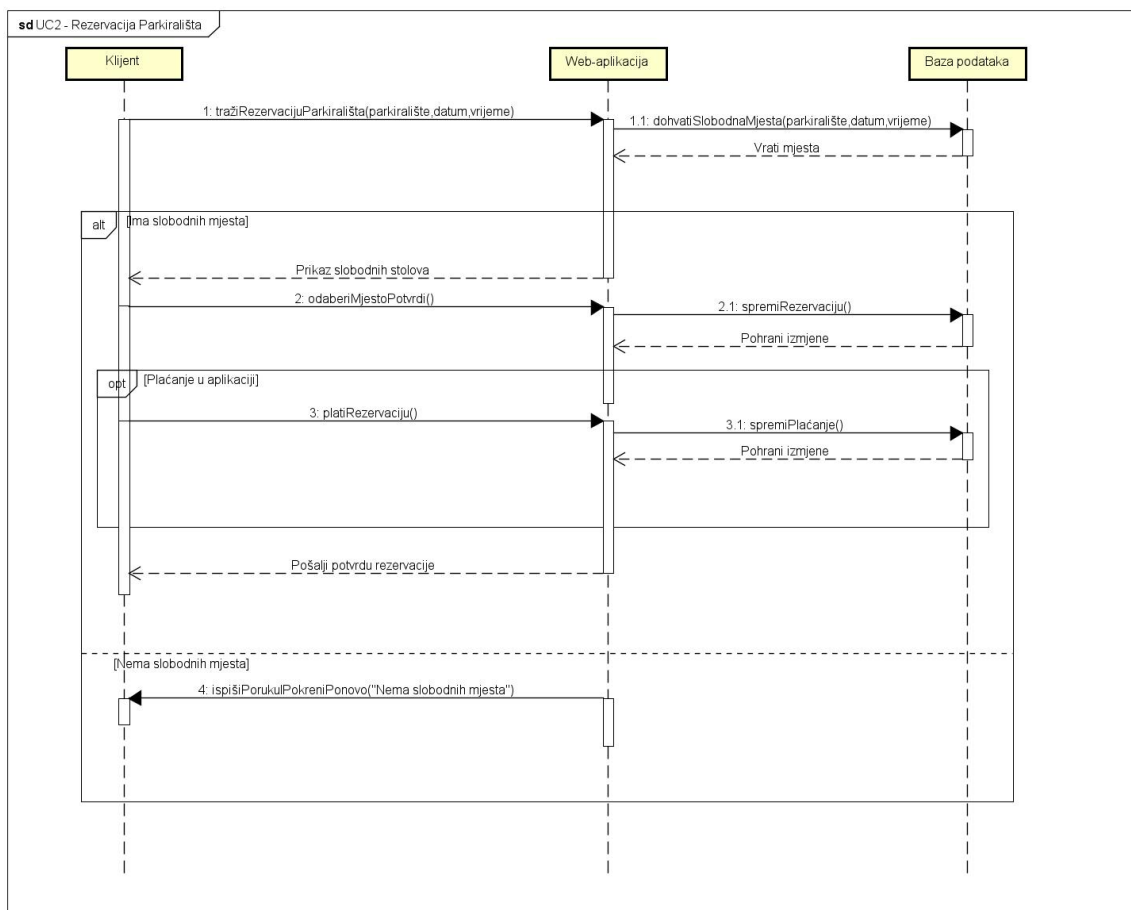 sd UC2 - Rezervacija Parkirališta
Klijent
Web-aplikacija
Baza podataka
1: tražiRezervacijuParkirališta(parkiralište,datum,vrijeme)
1.1: dohvatiSlobodnaMjesta(parkiralište,datum,vrijeme)
Vrati mjesta
alt
[Ima slobodnih mjesta]
Prikaz slobodnih stolova
2: odaberiMjestoPotvrdi()
2.1: spremiRezervaciju()
Pohrani izmjene
opt
[Plaćanje u aplikaciji]
3: platiRezervaciju()
3.1: spremiPlaćanje()
Pohrani izmjene
Pošalji potvrdu rezervacije
[Nema slobodnih mjesta]
4: ispišiPorukuIPokreniPonovo("Nema slobodnih mjesta")